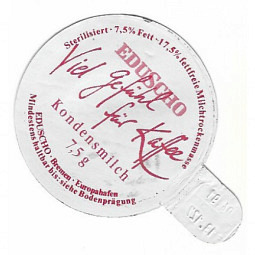 Sterilisiert - 7,5% Fett - 17,5% fettfreie Milchtrockenmasse
EDUSCHO
Viel Gefühl
für Kaffee
Kondensmilch
7,5 g
EDUSCHO · Bremen · Europahafen
Mindestens haltbar bis: siehe Bodenprägung